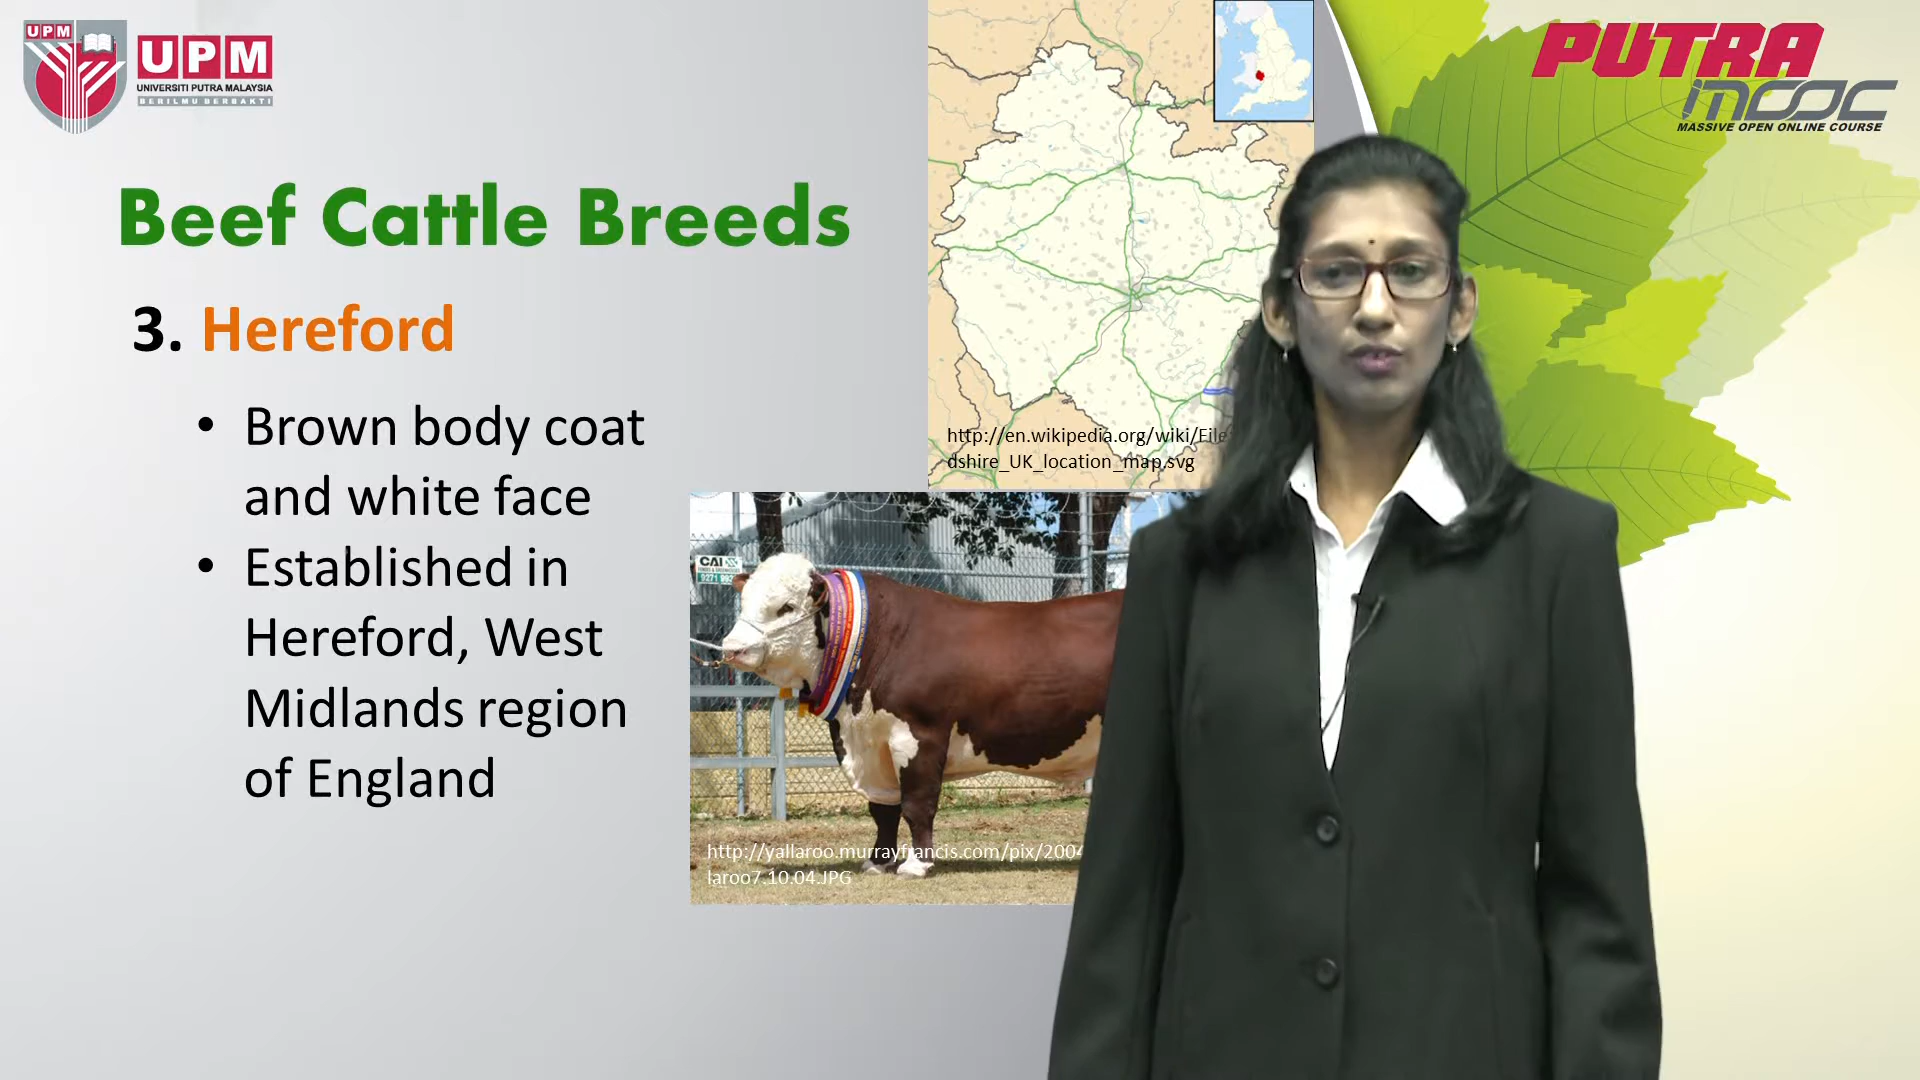 UPM
UPM
UNIVERSITI PUTRA MALAYSIA
BERILMU BERBAKTI
PUTRA
mooc
MASSIVE OPEN ONLINE COURSE
Beef Cattle Breeds
3. Hereford
• Brown body coat
and white face
• Established in
Hereford, West
Midlands region
of England
http://en.wikipedia.org/wiki/File
dshire_UK_location_map.svg
CAI
http://yallaroo.murrayfrancis.com/pix/2004
laroo7.10.04.JPG